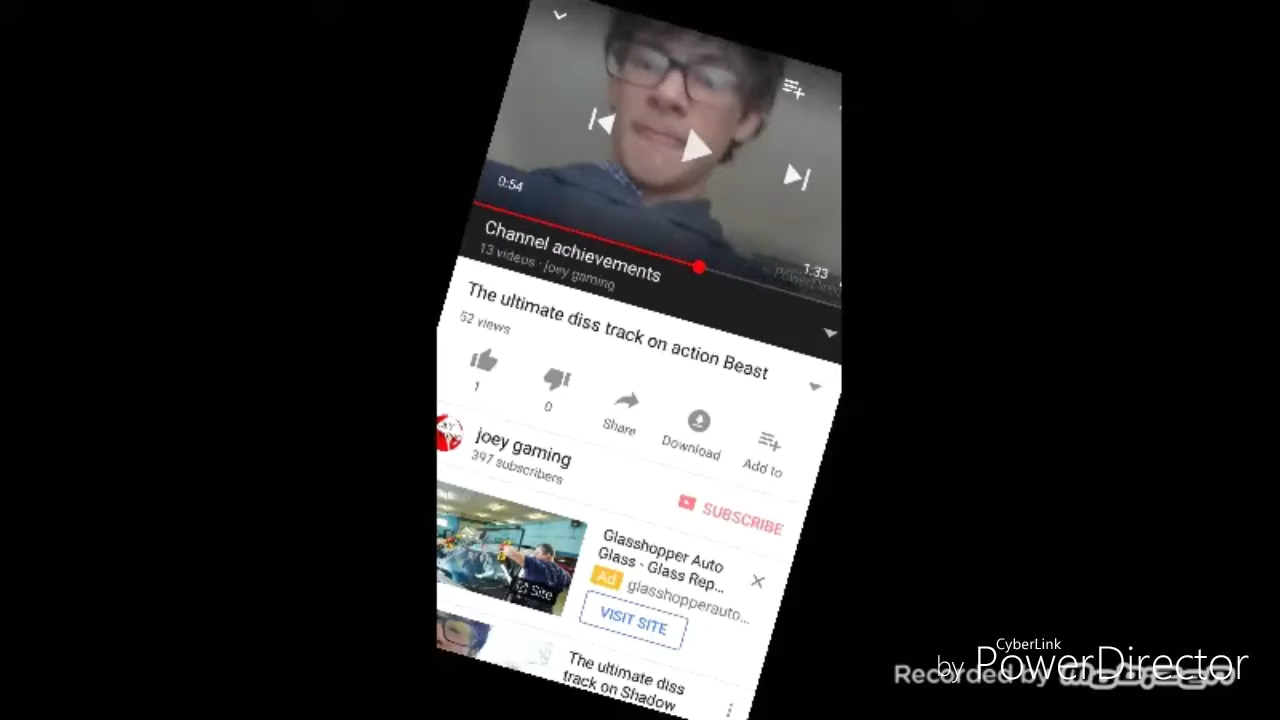 0:54
1:33
Channel achievements
13 videos · joey gaming
The ultimate diss track on action Beast
52 views
1
0
Share
Download
Add to
joey gaming
397 subscribers
SUBSCRIBE
Glasshopper Auto
Glass - Glass Rep...
Ad glasshopperauto...
Site
VISIT SITE
The ultimate diss
track on Shadow
CyberLink
by PowerDirector
Recorded by